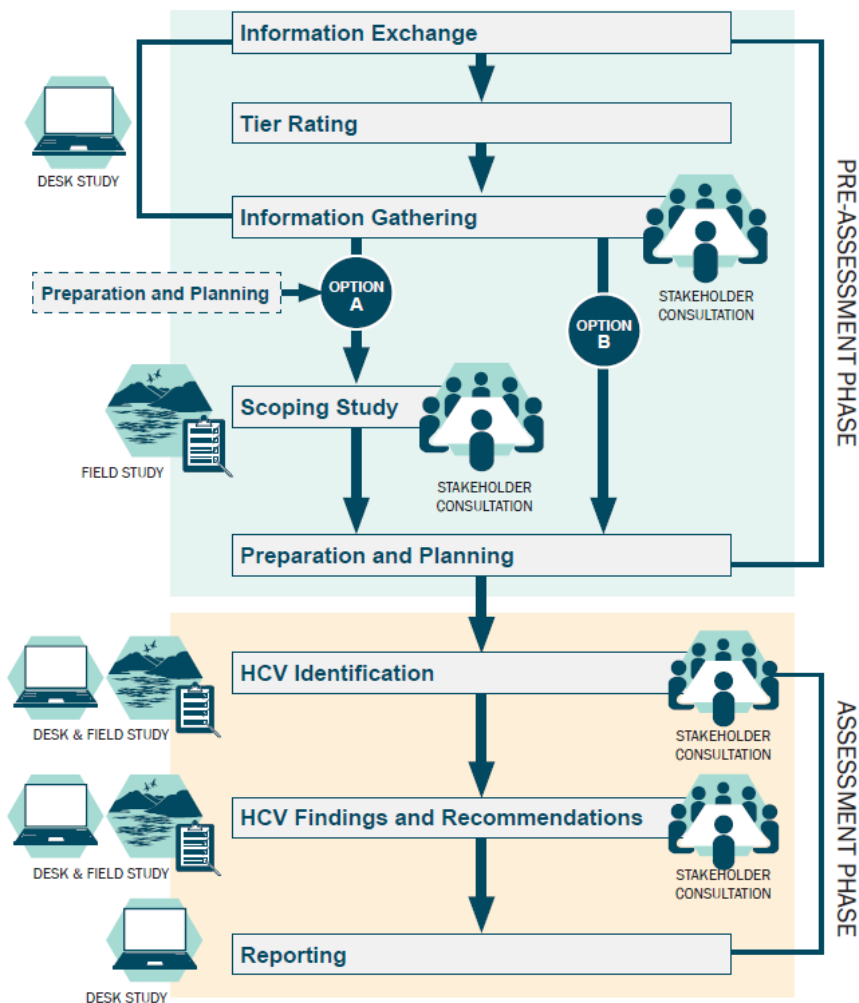 Information Exchange
Tier Rating
DESK STUDY
Information Gathering
STAKEHOLDER
CONSULTATION
Preparation and Planning
OPTION
A
OPTION
B
PRE-ASSESSMENT PHASE
Scoping Study
FIELD STUDY
STAKEHOLDER
CONSULTATION
Preparation and Planning
HCV Identification
DESK & FIELD STUDY
STAKEHOLDER
CONSULTATION
ASSESSMENT PHASE
HCV Findings and Recommendations
DESK & FIELD STUDY
STAKEHOLDER
CONSULTATION
Reporting
DESK STUDY